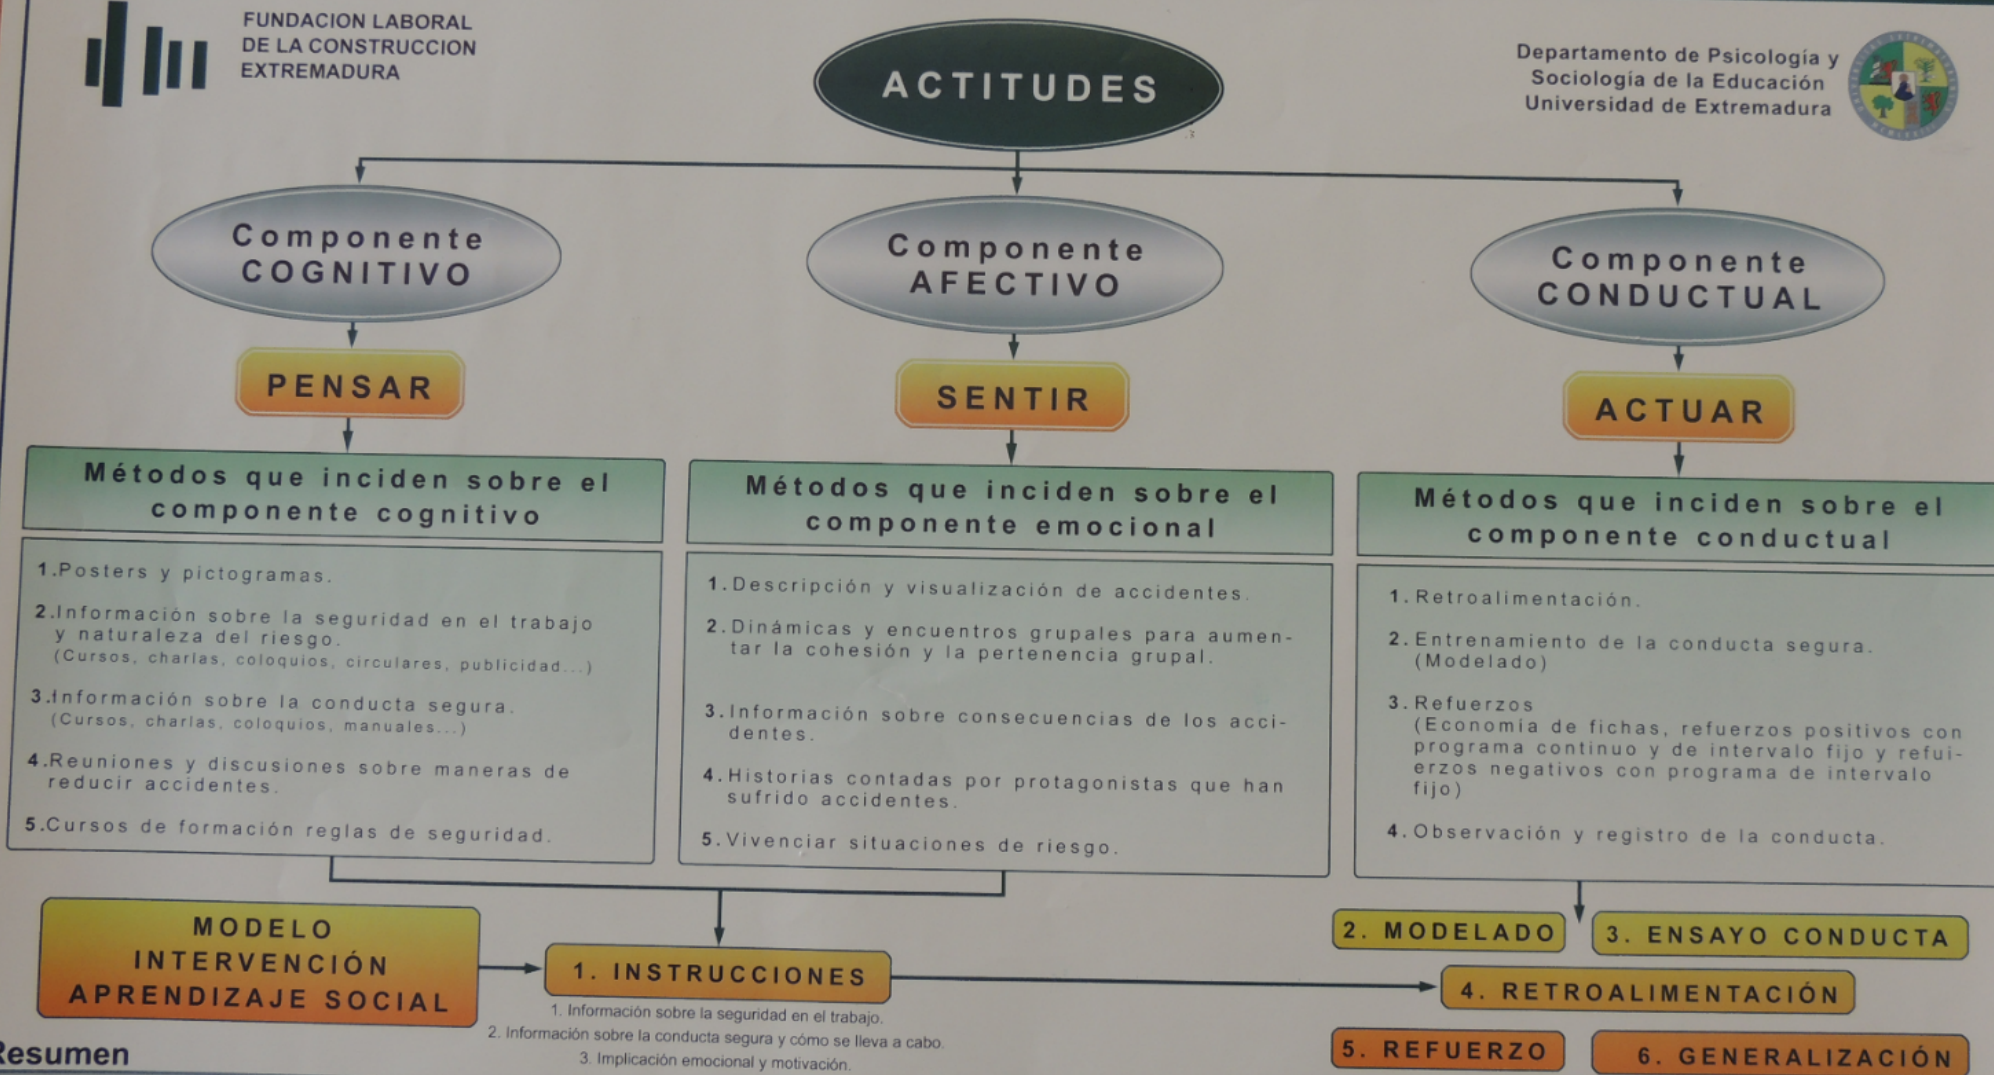 FUNDACION LABORAL
DE LA CONSTRUCCION
EXTREMADURA
ACTITUDES
Departamento de Psicología y
Sociología de la Educación
Universidad de Extremadura
Componente
COGNITIVO
Componente
AFECTIVO
Componente
CONDUCTUAL
PENSAR
SENTIR
ACTUAR
Métodos que inciden sobre el
componente cognitivo
1.Posters y pictogramas.
2.Información sobre la seguridad en el trabajo
y naturaleza del riesgo.
(Cursos, charlas, coloquios, circulares, publicidad...)
3.Información sobre la conducta segura.
(Cursos, charlas, coloquios, manuales...)
4.Reuniones y discusiones sobre maneras de
reducir accidentes.
5.Cursos de formación reglas de seguridad.
Métodos que inciden sobre el
componente emocional
1.Descripción y visualización de accidentes.
2.Dinámicas y encuentros grupales para aumen-
tar la cohesión y la pertenencia grupal.
3.Información sobre consecuencias de los acci-
dentes.
4.Historias contadas por protagonistas que han
sufrido accidentes.
5.Vivenciar situaciones de riesgo.
Métodos que inciden sobre el
componente conductual
1.Retroalimentación.
2.Entrenamiento de la conducta segura.
(Modelado)
3.Refuerzos
(Economía de fichas, refuerzos positivos con
programa continuo y de intervalo fijo y refui-
erzos negativos con programa de intervalo
fijo)
4.Observación y registro de la conducta.
MODELO
INTERVENCIÓN
APRENDIZAJE SOCIAL
1. INSTRUCCIONES
1. Información sobre la seguridad en el trabajo.
2. Información sobre la conducta segura y cómo se lleva a cabo.
3. Implicación emocional y motivación.
2. MODELADO
3. ENSAYO CONDUCTA
4. RETROALIMENTACIÓN
5. REFUERZO
6. GENERALIZACIÓN
Resumen